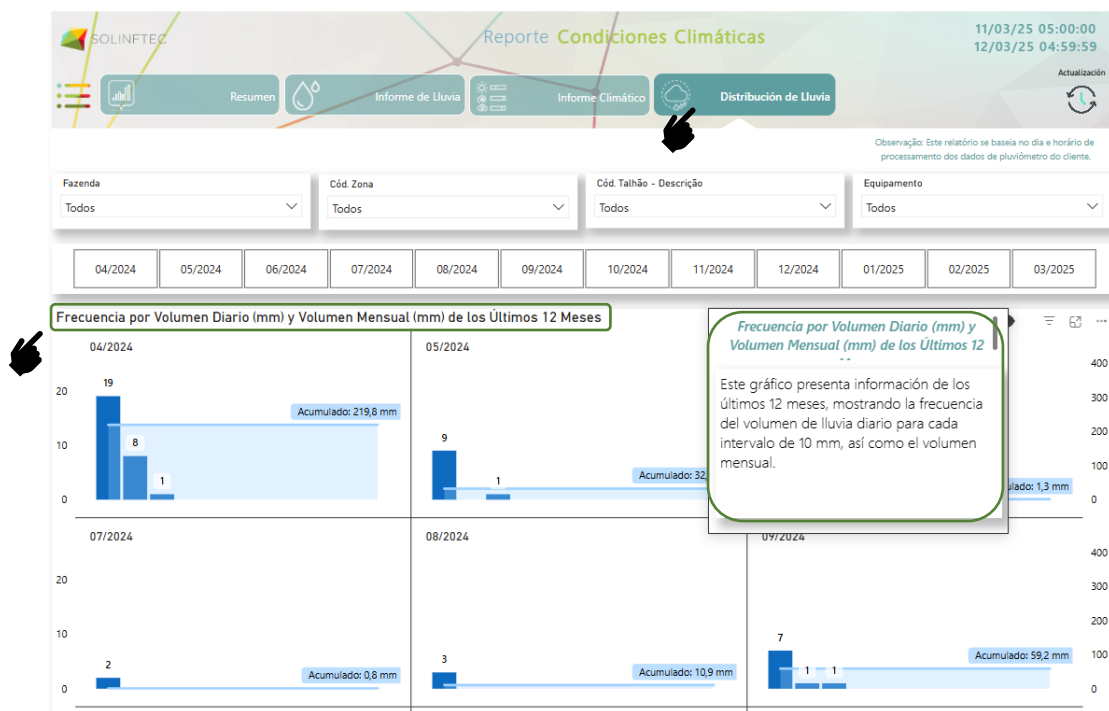 SOLINFTEC
Reporte Condiciones Climáticas
11/03/25 05:00:00
12/03/25 04:59:59
Actualización
Resumen
Informe de Lluvia
Informe Climático
Distribución de Lluvia
Observação: Este relatório se baseia no dia e horário de
processamento dos dados de pluviômetro do cliente.
Fazenda
Todos
Cód. Zona
Todos
Cód. Talhão - Descrição
Todos
Equipamento
Todos
04/2024 05/2024 06/2024 07/2024 08/2024 09/2024 10/2024 11/2024 12/2024 01/2025 02/2025 03/2025
Frecuencia por Volumen Diario (mm) y Volumen Mensual (mm) de los Últimos 12 Meses
Frecuencia por Volumen Diario (mm) y
Volumen Mensual (mm) de los Últimos 12
Este gráfico presenta información de los
últimos 12 meses, mostrando la frecuencia
del volumen de lluvia diario para cada
intervalo de 10 mm, así como el volumen
mensual.
04/2024
20
10
0
19
8
1
Acumulado: 219,8 mm
05/2024
9
1
Acumulado: 32,
ulado: 1,3 mm
400
300
200
100
0
07/2024
20
10
0
2
Acumulado: 0,8 mm
08/2024
3
Acumulado: 10,9 mm
09/2024
7
1
1
Acumulado: 59,2 mm
400
300
200
100
0